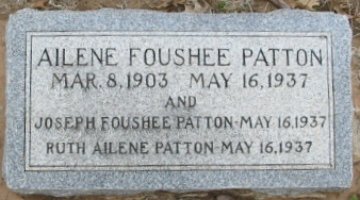 AILENE FOUSHEE PATTON
MAR. 8, 1903 MAY 16, 1937
AND
JOSEPH FOUSHEE PATTON - MAY 16, 1937
RUTH AILENE PATTON - MAY 16, 1937